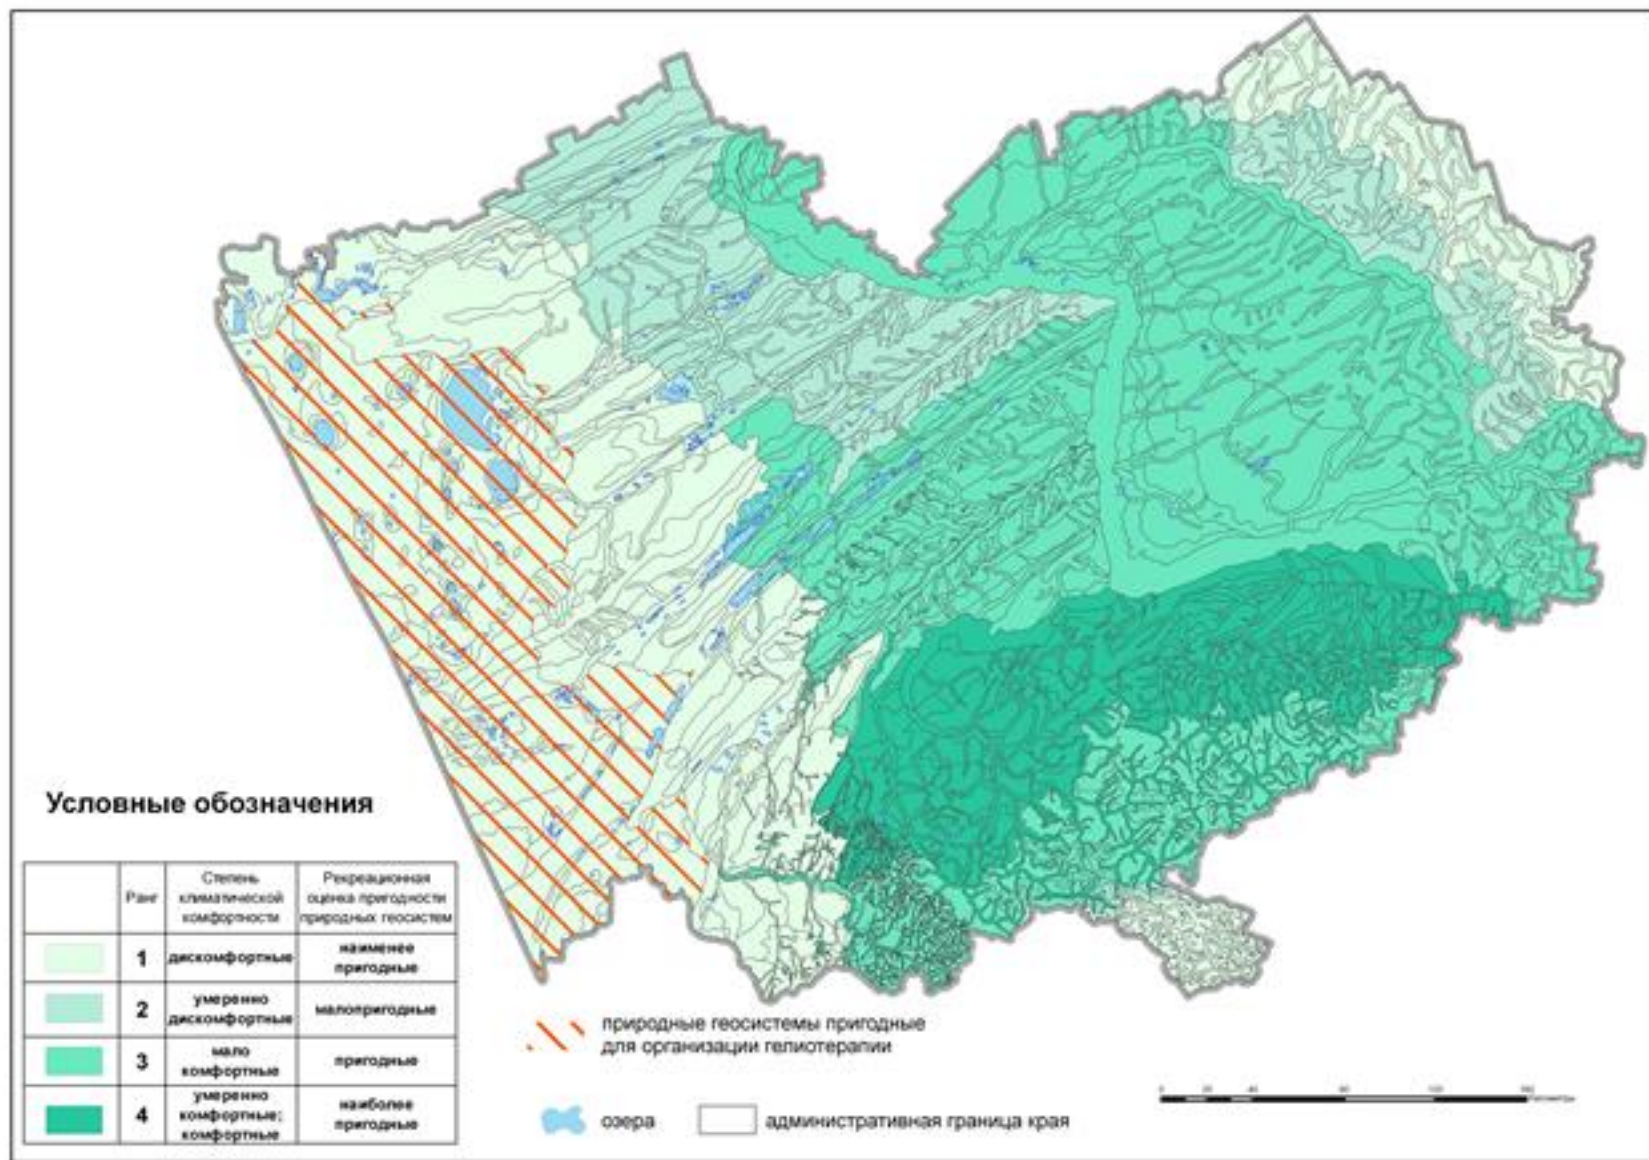 Условные обозначения
Ранг
Степень
климатической
комфортности
Рекреационная
оценка пригодности
природных геосистем
1
дискомфортные
наименее
пригодные
2
умеренно
дискомфортные
малопригодные
3
мало
комфортные
пригодные
4
умеренно
комфортные;
комфортные
наиболее
пригодные
природные геосистемы пригодные
для организации гелиотерапии
озера
административная граница края